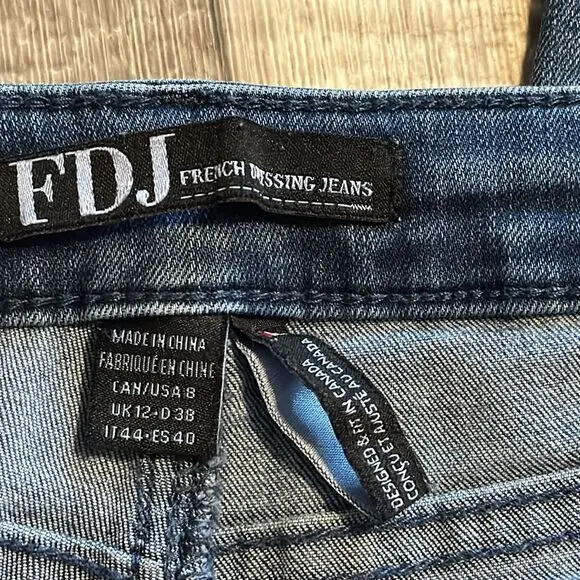 FDJ FRENCH DRESSING JEANS
MADE IN CHINA
FABRIQUÉ EN CHINE
CAN/USA 8
UK 12 • D 38
IT 44 • ES 40
DESIGNED & FIT IN CANADA
CONÇU ET AJUSTÉ AU CANADA